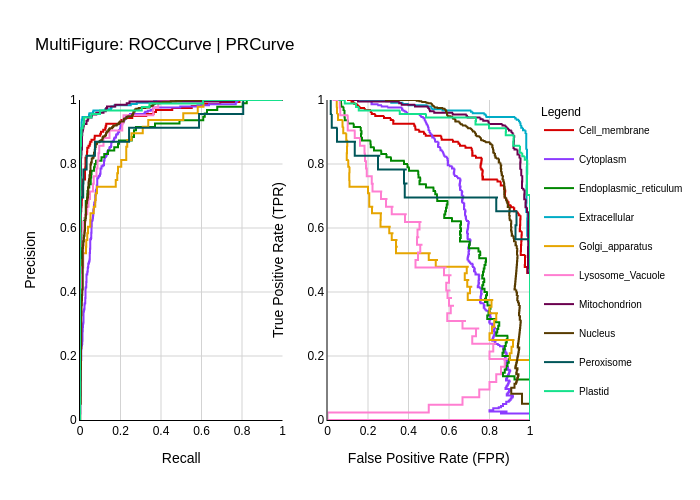 MultiFigure: ROCCurve | PRCurve
Precision
1
0.8
0.6
0.4
0.2
0
0 0.2 0.4 0.6 0.8 1
Recall
True Positive Rate (TPR)
1
0.8
0.6
0.4
0.2
0
0 0.2 0.4 0.6 0.8 1
False Positive Rate (FPR)
Legend
Cell_membrane
Cytoplasm
Endoplasmic_reticulum
Extracellular
Golgi_apparatus
Lysosome_Vacuole
Mitochondrion
Nucleus
Peroxisome
Plastid